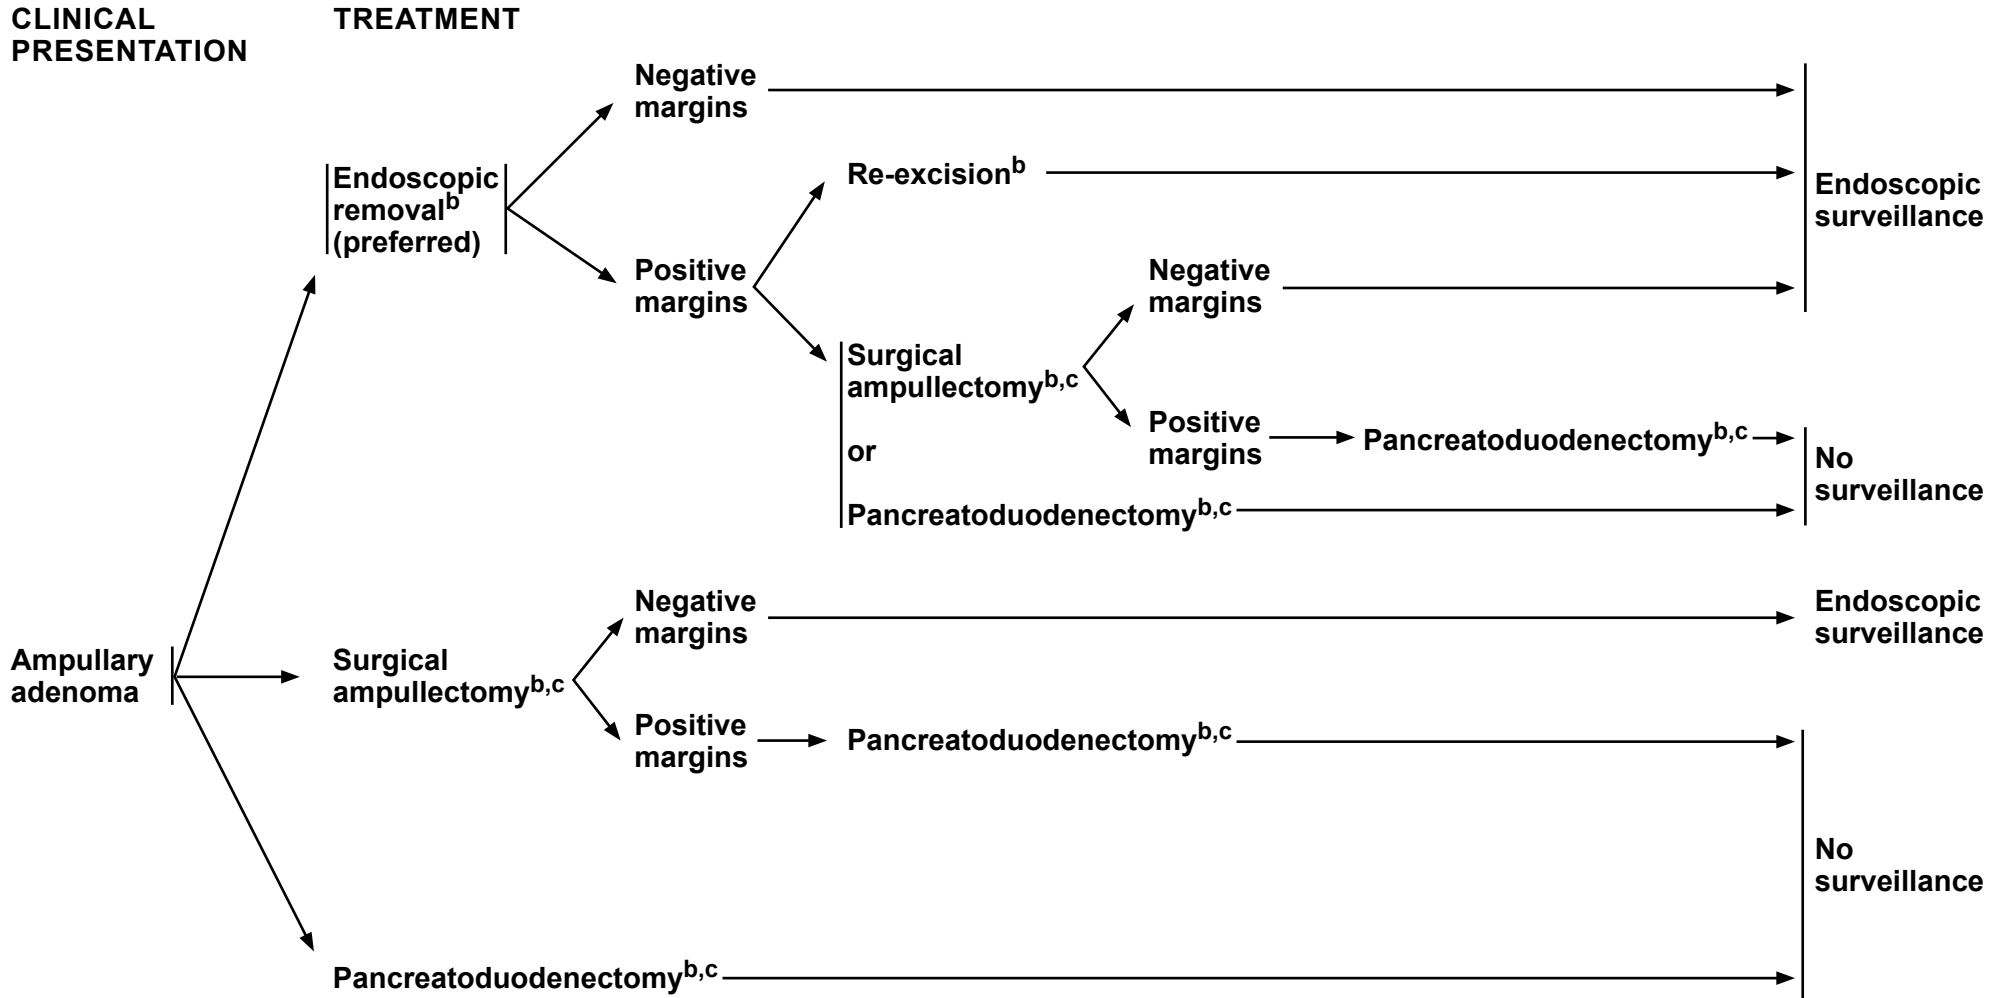 CLINICAL
PRESENTATION
TREATMENT
Negative
margins
Endoscopic
removalb
(preferred)
Re-excisionb
Endoscopic
surveillance
Positive
margins
Negative
margins
Surgical
ampullectomyb,c
or
Pancreatoduodenectomyb,c
Positive
margins
Pancreatoduodenectomyb,c
No
surveillance
Ampullary
adenoma
Surgical
ampullectomyb,c
Negative
margins
Endoscopic
surveillance
Positive
margins
Pancreatoduodenectomyb,c
No
surveillance
Pancreatoduodenectomyb,c